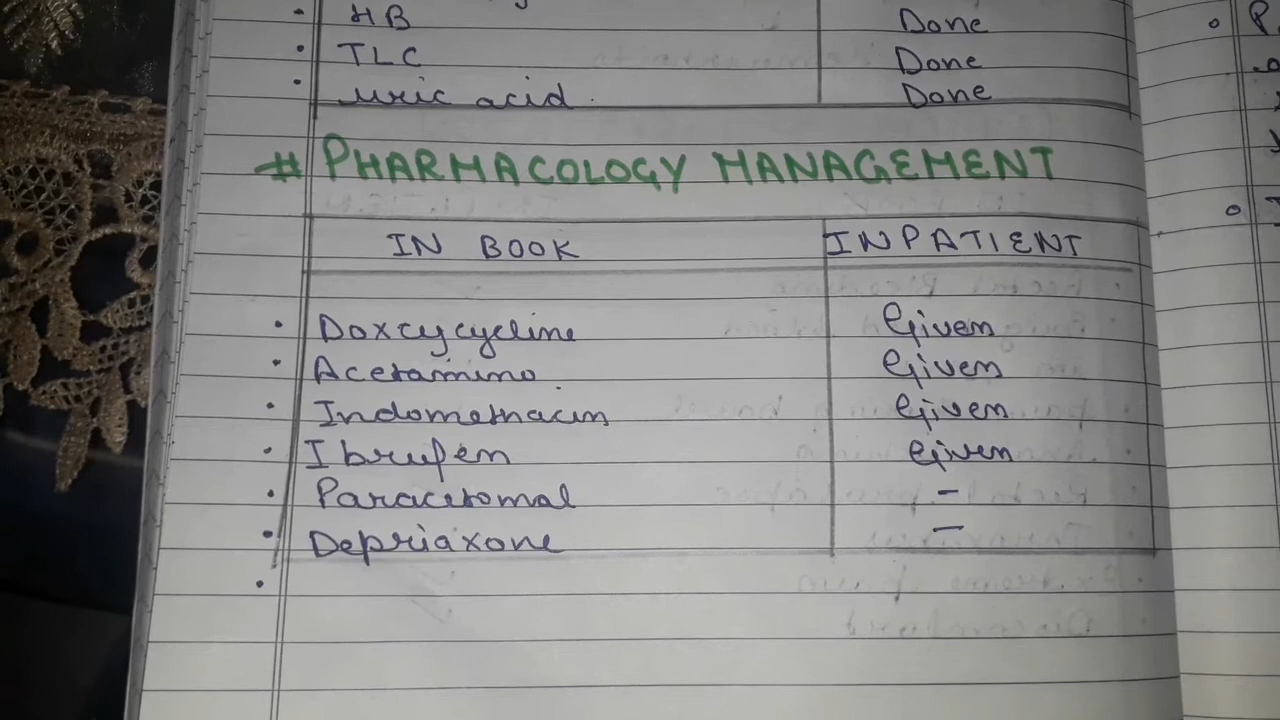 HB Done
TLC Done
uric acid. Done
# PHARMACOLOGY MANAGEMENT
IN BOOK INPATIENT
• Doxcycycline Given
• Acetamino. Given
• Indomethacin Given
• Ibrufen Given
• Paracetomal -
• Depriaxone -
•